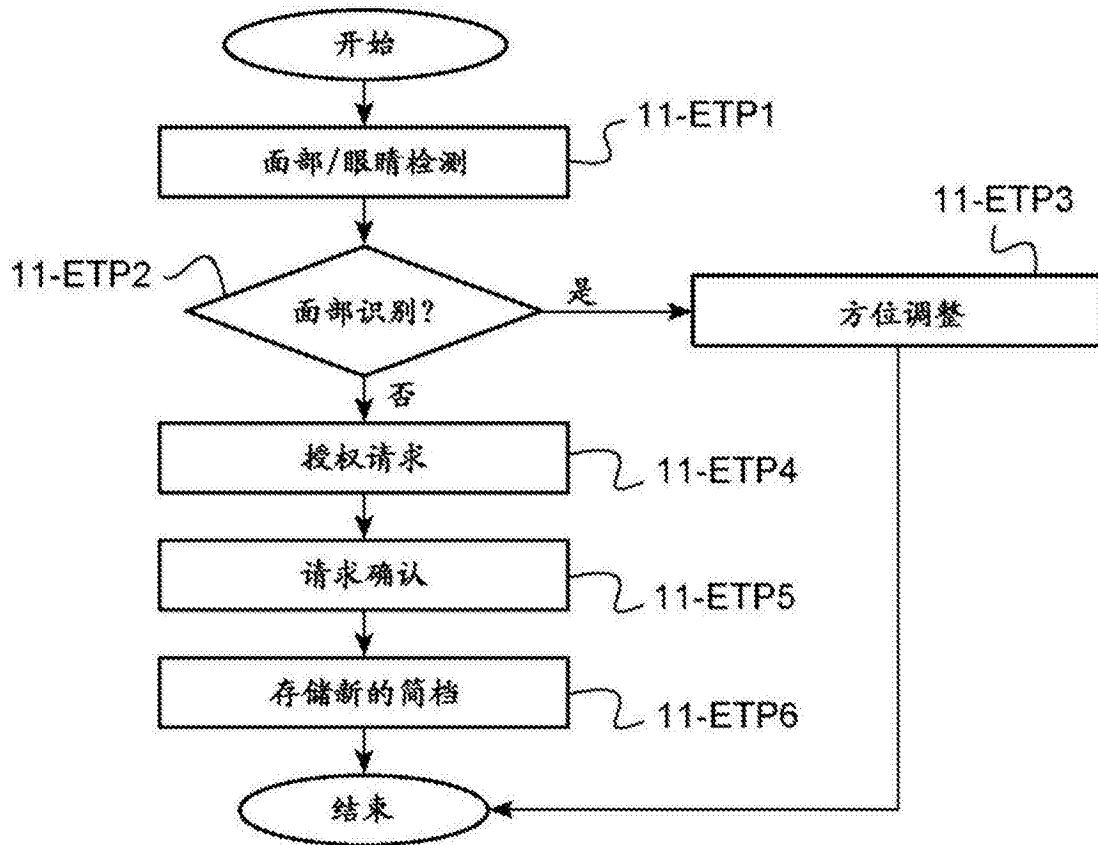 开始
11-ETP1
面部/眼睛检测
11-ETP3
11-ETP2
面部识别?
是
方位调整
否
授权请求
11-ETP4
请求确认
11-ETP5
存储新的简档
11-ETP6
结束